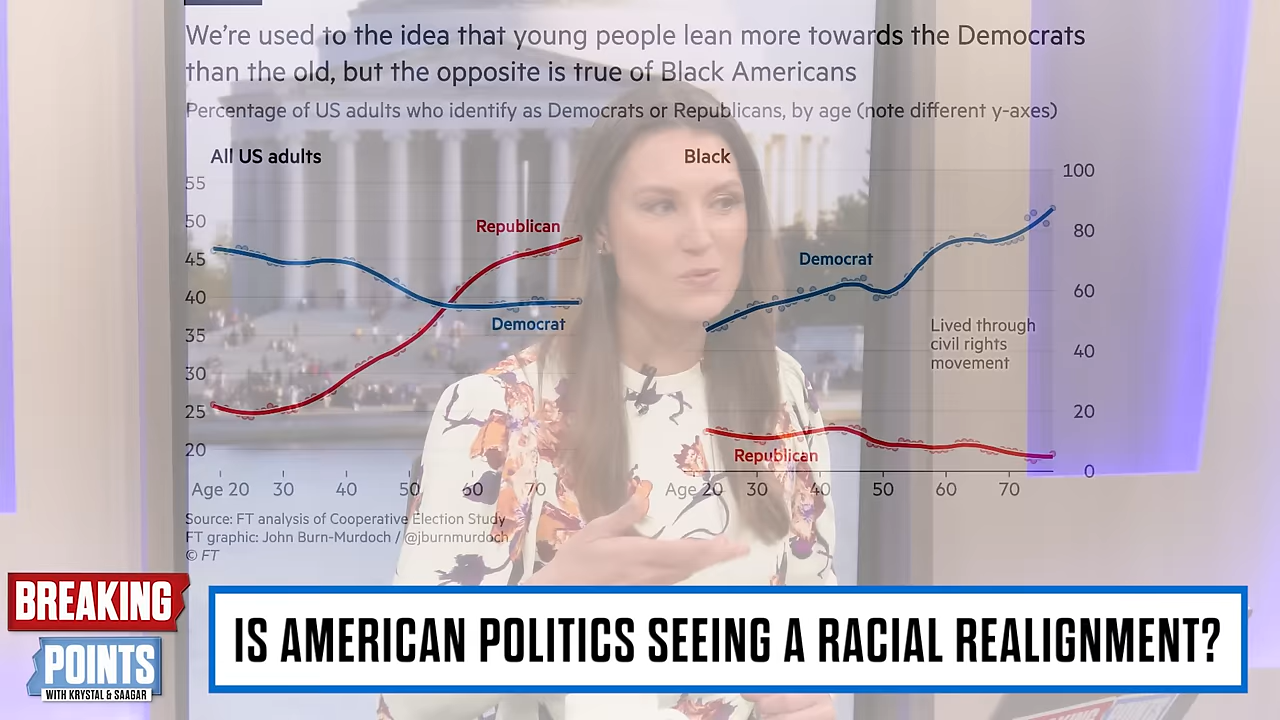 We're used to the idea that young people lean more towards the Democrats
than the old, but the opposite is true of Black Americans
Percentage of US adults who identify as Democrats or Republicans, by age (note different y-axes)
All US adults
55
50
45
40
35
30
25
20
Republican
Democrat
Age 20 30 40 50 60 70
Black
100
80
60
40
20
0
Democrat
Lived through
civil rights
movement
Republican
Age 20 30 40 50 60 70
Source: FT analysis of Cooperative Election Study
FT graphic: John Burn-Murdoch / @jburnmurdoch
© FT
BREAKING
POINTS
WITH KRYSTAL & SAAGAR
IS AMERICAN POLITICS SEEING A RACIAL REALIGNMENT?